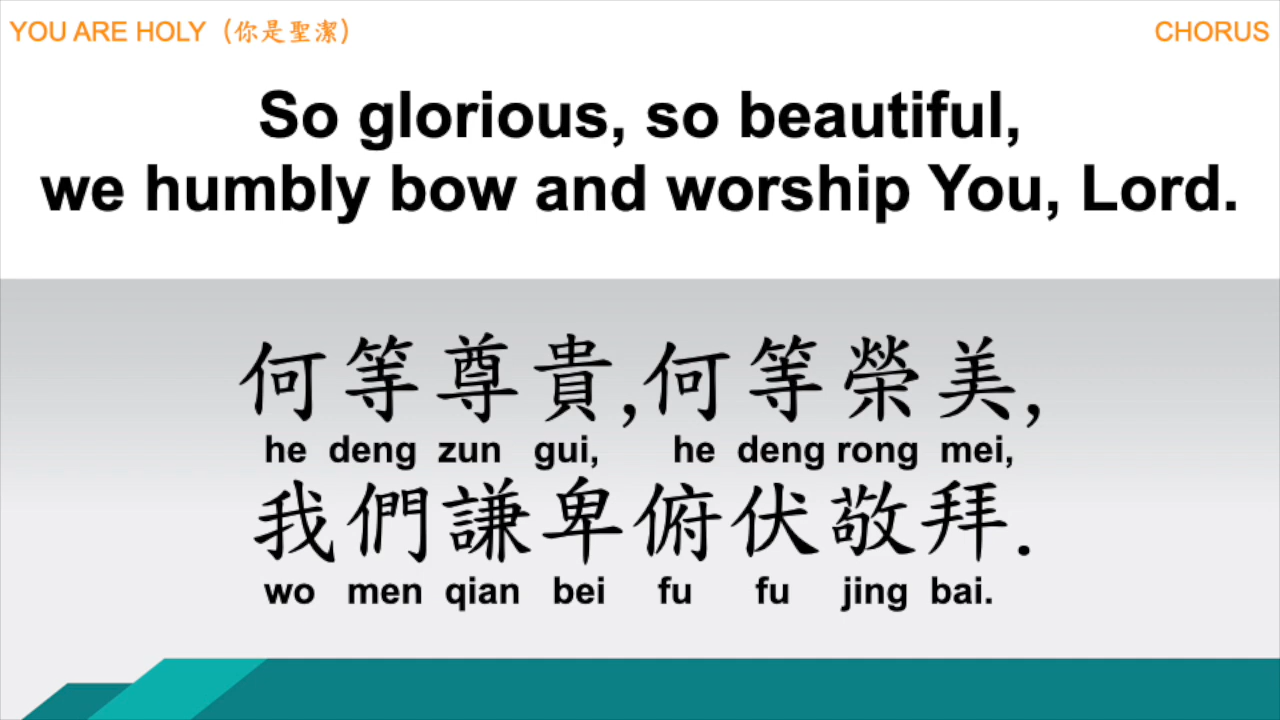 YOU ARE HOLY (你是聖潔)
CHORUS
So glorious, so beautiful,
we humbly bow and worship You, Lord.
何等尊貴,何等榮美,
he deng zun gui, he deng rong mei,
我們謙卑俯伏敬拜.
wo men qian bei fu fu jing bai.